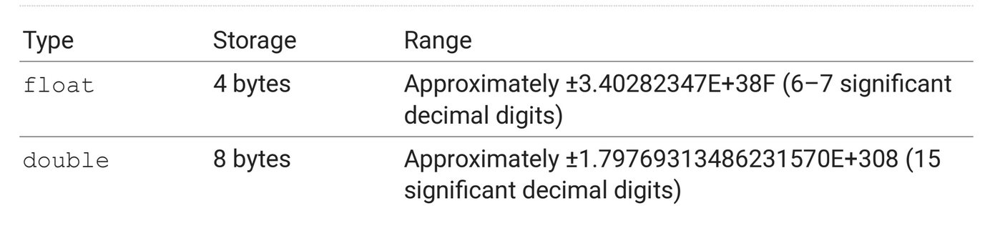 Type Storage Range
float 4 bytes Approximately ±3.40282347E+38F (6–7 significant
decimal digits)
double 8 bytes Approximately ±1.79769313486231570E+308 (15
significant decimal digits)